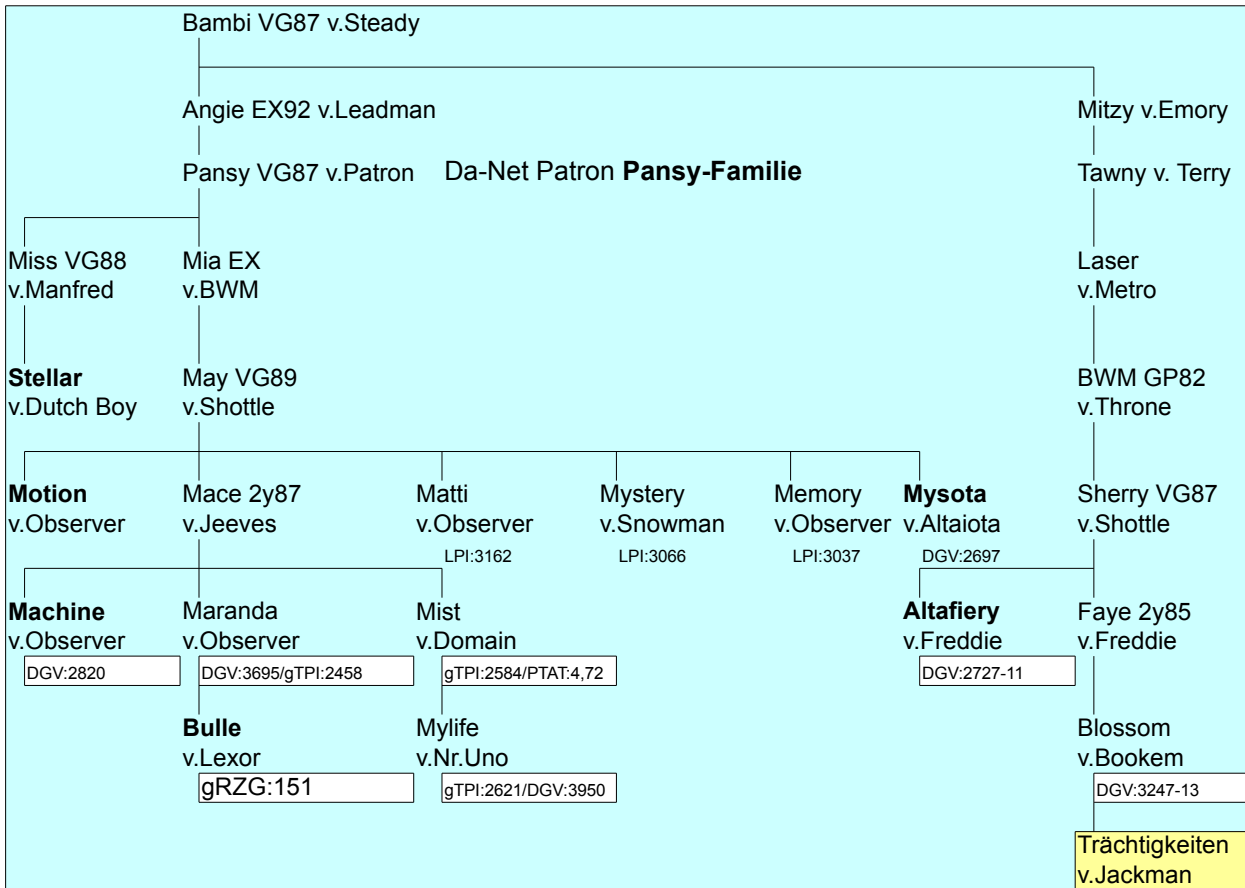 Bambi VG87 v.Steady
Angie EX92 v.Leadman
Mitzy v.Emory
Pansy VG87 v.Patron
Da-Net Patron Pansy-Familie
Tawny v. Terry
Miss VG88
v.Manfred
Mia EX
v.BWM
Laser
v.Metro
Stellar
v.Dutch Boy
May VG89
v.Shottle
BWM GP82
v.Throne
Motion
v.Observer
Mace 2y87
v.Jeeves
Matti
v.Observer
LPI:3162
Mystery
v.Snowman
LPI:3066
Memory
v.Observer
LPI:3037
Mysota
v.Altaiota
DGV:2697
Sherry VG87
v.Shottle
Machine
v.Observer
DGV:2820
Maranda
v.Observer
DGV:3695/gTPI:2458
Mist
v.Domain
gTPI:2584/PTAT:4,72
Altafiery
v.Freddie
DGV:2727-11
Faye 2y85
v.Freddie
Bulle
v.Lexor
gRZG:151
Mylife
v.Nr.Uno
gTPI:2621/DGV:3950
Blossom
v.Bookem
DGV:3247-13
Trächtigkeiten
v.Jackman